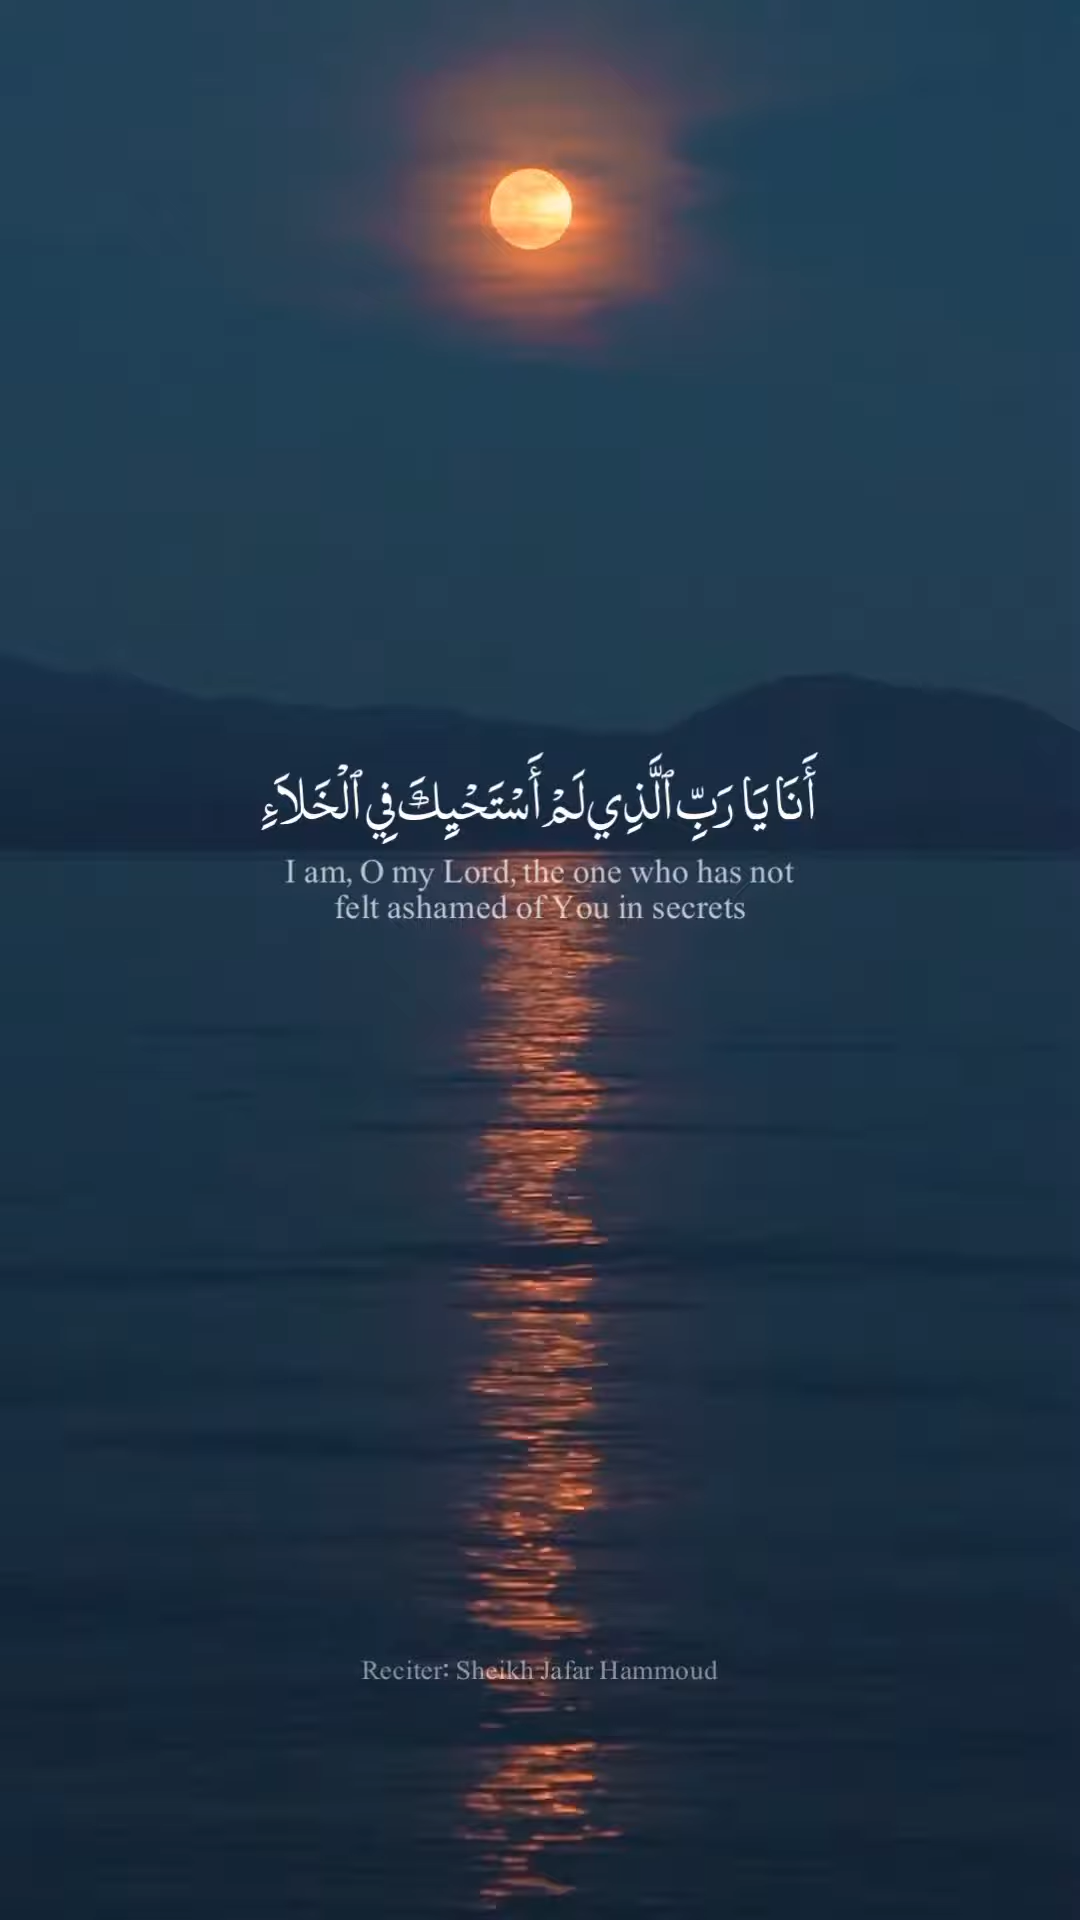 أَنَا يَا رَبِّ ٱلَّذِي لَمْ أَسْتَحْيِكَ فِي ٱلْخَلَاَءِ
I am, O my Lord, the one who has not
felt ashamed of You in secrets
Reciter: Sheikh Jafar Hammoud